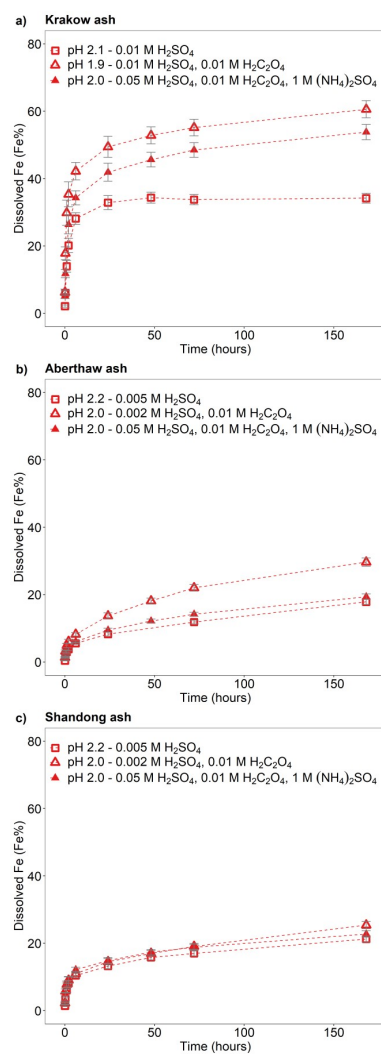 a) Krakow ash
pH 2.1 - 0.01 M H₂SO₄
pH 1.9 - 0.01 M H₂SO₄, 0.01 M H₂C₂O₄
pH 2.0 - 0.05 M H₂SO₄, 0.01 M H₂C₂O₄, 1 M (NH₄)₂SO₄
Dissolved Fe (Fe%)
80
60
40
20
0
0 50 100 150
Time (hours)
b) Aberthaw ash
pH 2.2 - 0.005 M H₂SO₄
pH 2.0 - 0.002 M H₂SO₄, 0.01 M H₂C₂O₄
pH 2.0 - 0.05 M H₂SO₄, 0.01 M H₂C₂O₄, 1 M (NH₄)₂SO₄
Dissolved Fe (Fe%)
80
60
40
20
0
0 50 100 150
Time (hours)
c) Shandong ash
pH 2.2 - 0.005 M H₂SO₄
pH 2.0 - 0.002 M H₂SO₄, 0.01 M H₂C₂O₄
pH 2.0 - 0.05 M H₂SO₄, 0.01 M H₂C₂O₄, 1 M (NH₄)₂SO₄
Dissolved Fe (Fe%)
80
60
40
20
0
0 50 100 150
Time (hours)